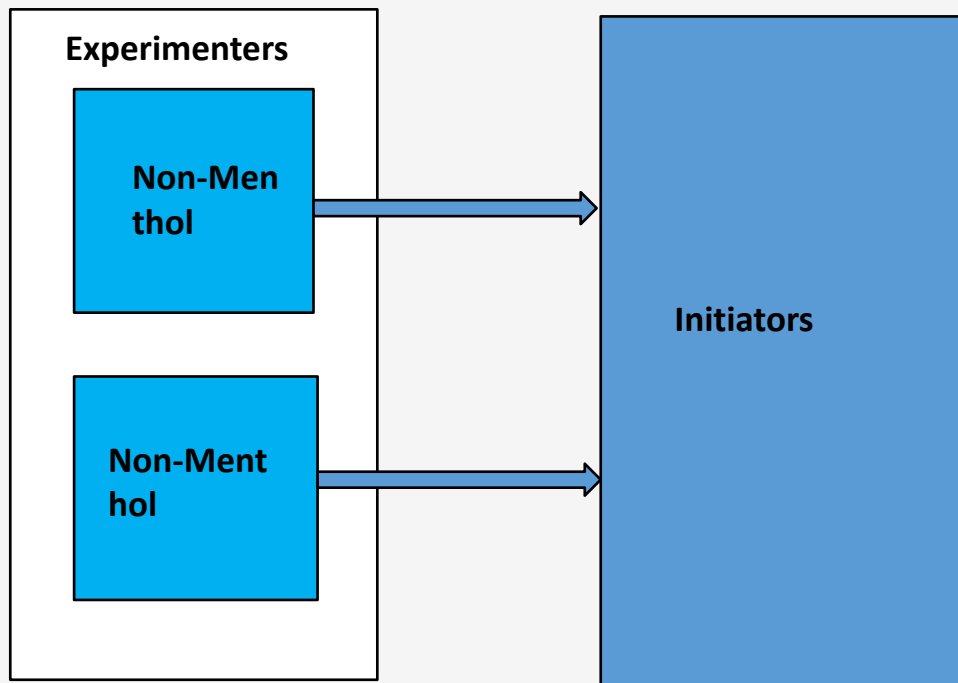 Experimenters
Non-Men
thol
Initiators
Non-Ment
hol